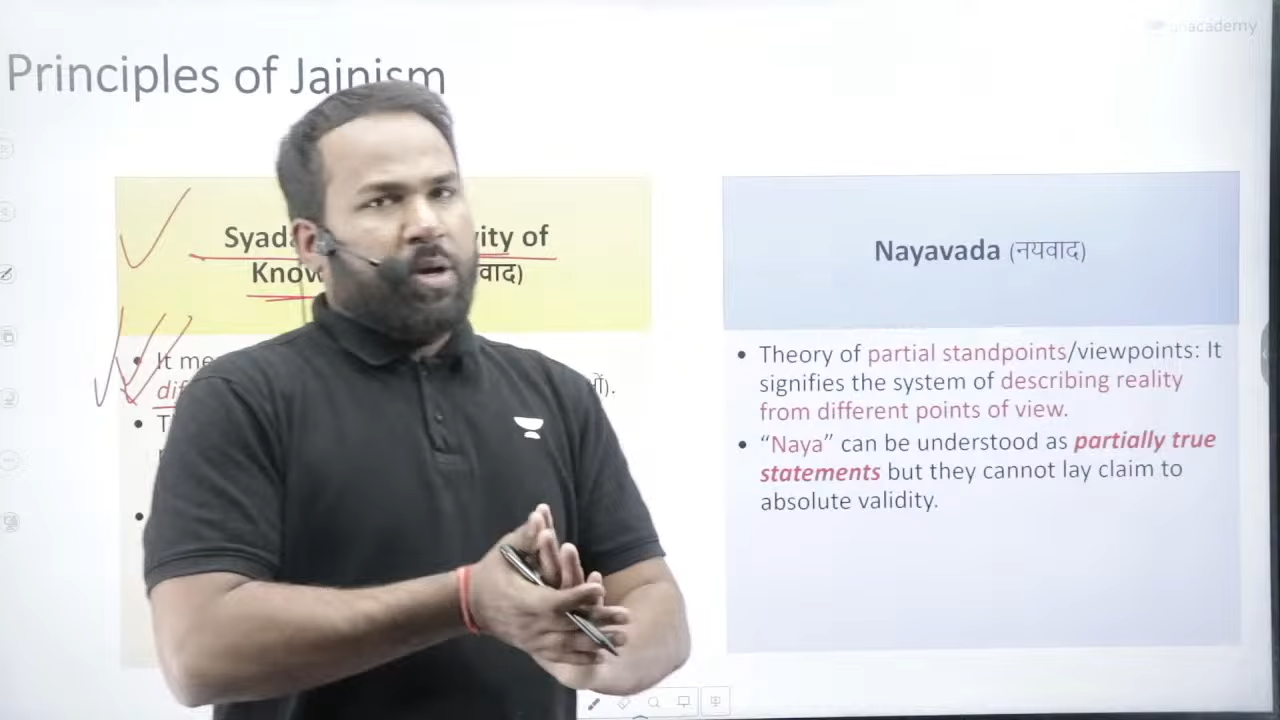 unacademy
Principles of Jainism
Syada
vity of
Know
वाद)
It me
dif
ों).
Nayavada (नयवाद)
• Theory of partial standpoints/viewpoints: It
signifies the system of describing reality
from different points of view.
• “Naya” can be understood as partially true
statements but they cannot lay claim to
absolute validity.